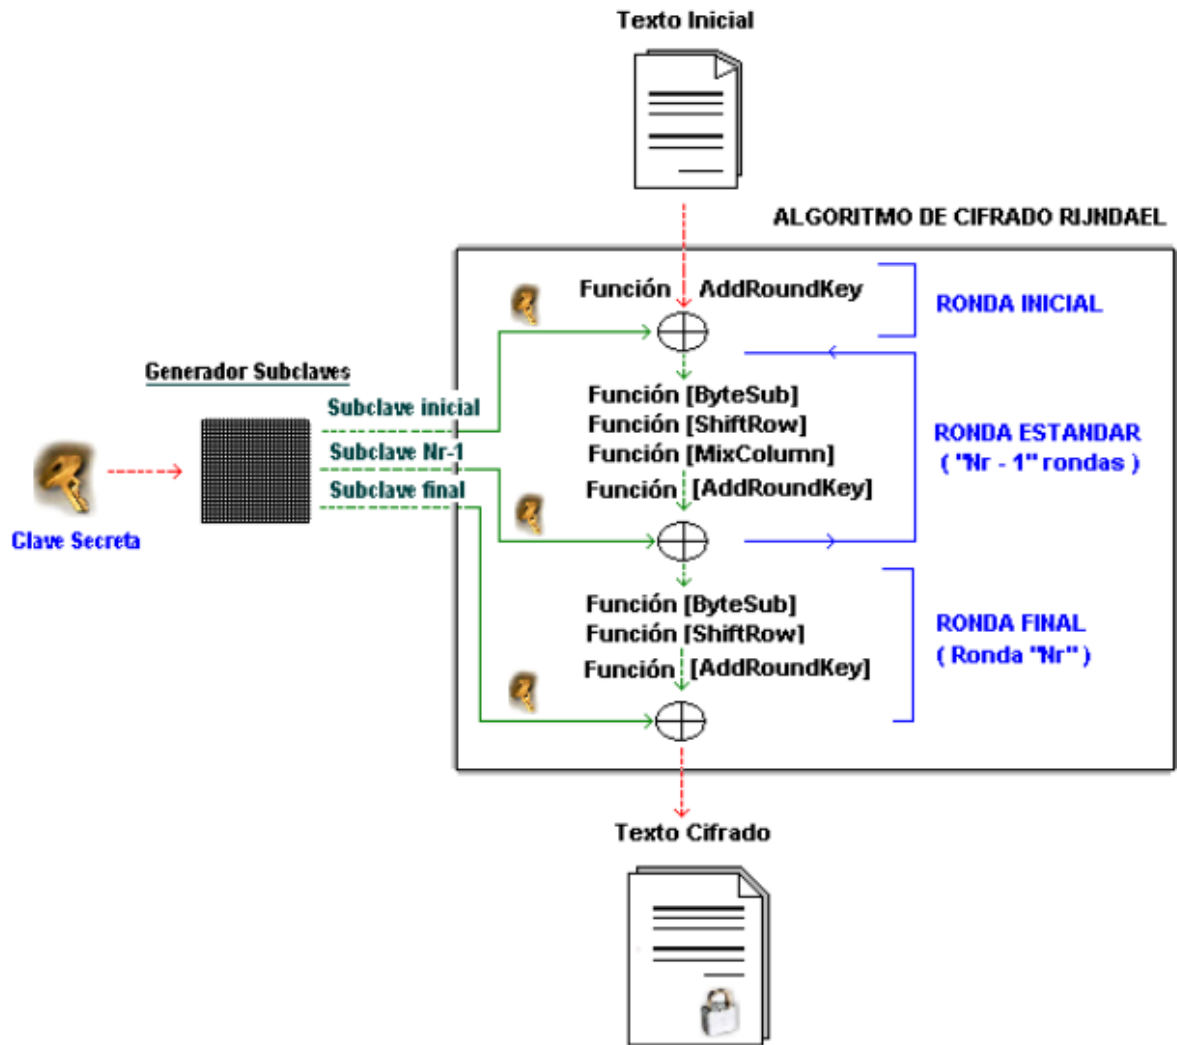 Texto Inicial
ALGORITMO DE CIFRADO RIJNDAEL
Función AddRoundKey
RONDA INICIAL
Generador Subclaves
Subclave inicial
Subclave Nr-1
Subclave final
Clave Secreta
Función [ByteSub]
Función [ShiftRow]
Función [MixColumn]
Función [AddRoundKey]
RONDA ESTANDAR
( "Nr - 1" rondas )
Función [ByteSub]
Función [ShiftRow]
Función [AddRoundKey]
RONDA FINAL
( Ronda "Nr" )
Texto Cifrado